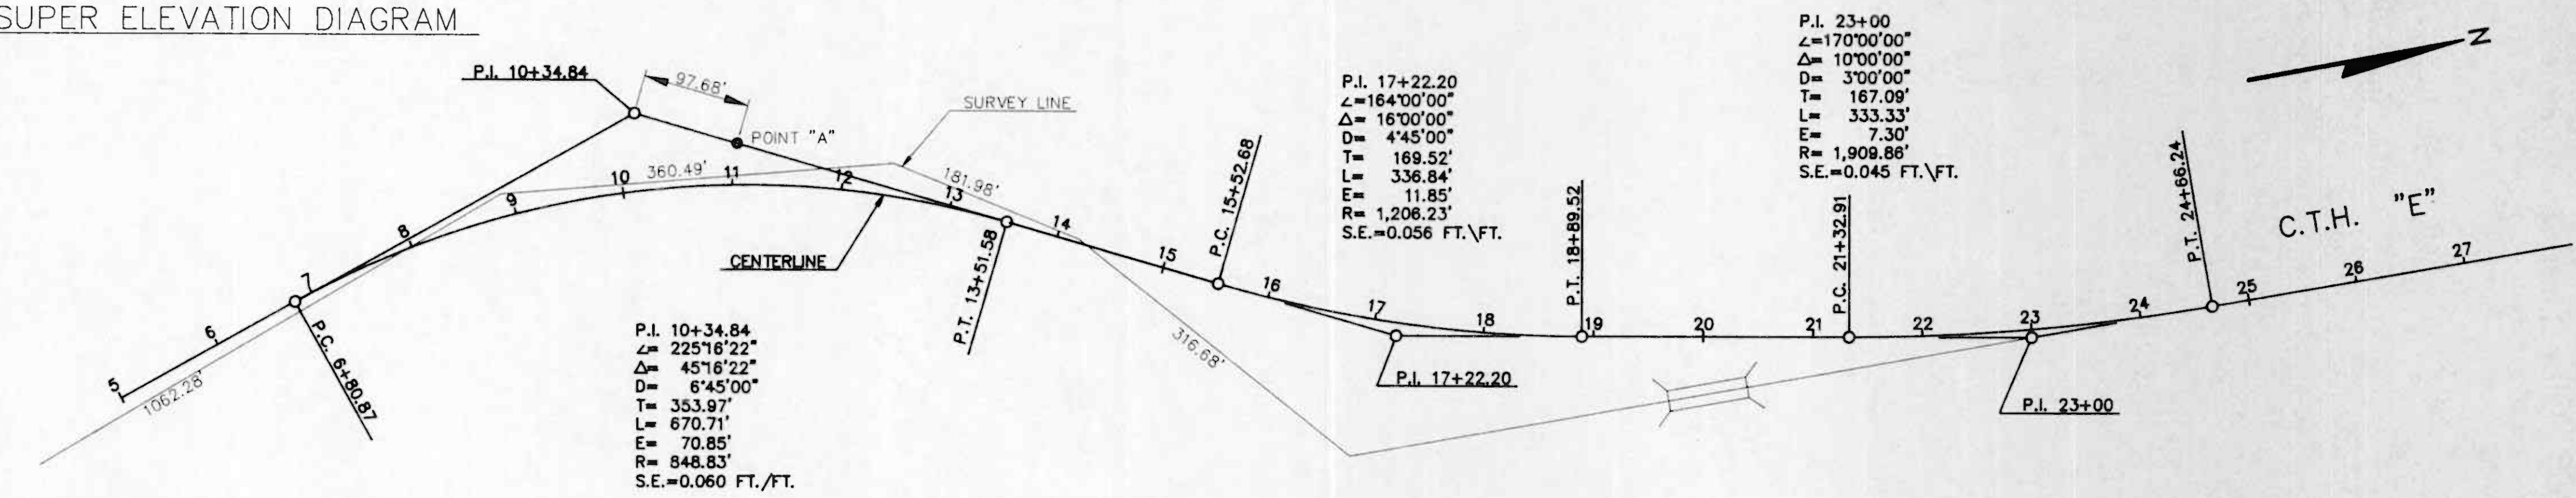 SUPER ELEVATION DIAGRAM
P.I. 10+34.84
97.68'
POINT "A"
SURVEY LINE
360.49'
181.98'
CENTERLINE
1062.28'
316.68'
5
6
7
8
9
10
11
12
13
14
15
16
17
18
19
20
21
22
23
24
25
26
27
P.C. 6+80.87
P.T. 13+51.58
P.C. 15+52.68
P.T. 18+89.52
P.C. 21+32.91
P.T. 24+66.24
P.I. 10+34.84
∠= 225°16'22"
Δ= 45°16'22"
D= 6°45'00"
T= 353.97'
L= 670.71'
E= 70.85'
R= 848.83'
S.E.=0.060 FT./FT.
P.I. 17+22.20
∠=164°00'00"
Δ= 16°00'00"
D= 4°45'00"
T= 169.52'
L= 336.84'
E= 11.85'
R= 1,206.23'
S.E.=0.056 FT.\FT.
P.I. 17+22.20
P.I. 23+00
∠=170°00'00"
Δ= 10°00'00"
D= 3°00'00"
T= 167.09'
L= 333.33'
E= 7.30'
R= 1,909.86'
S.E.=0.045 FT.\FT.
P.I. 23+00
C.T.H. "E"
N